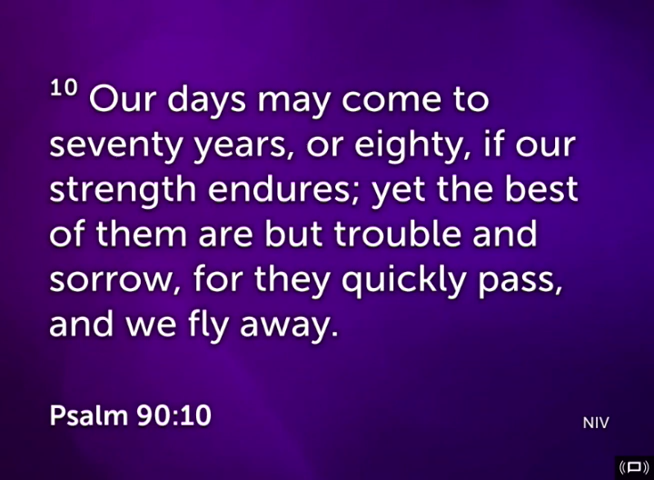 10 Our days may come to
seventy years, or eighty, if our
strength endures; yet the best
of them are but trouble and
sorrow, for they quickly pass,
and we fly away.
Psalm 90:10
NIV